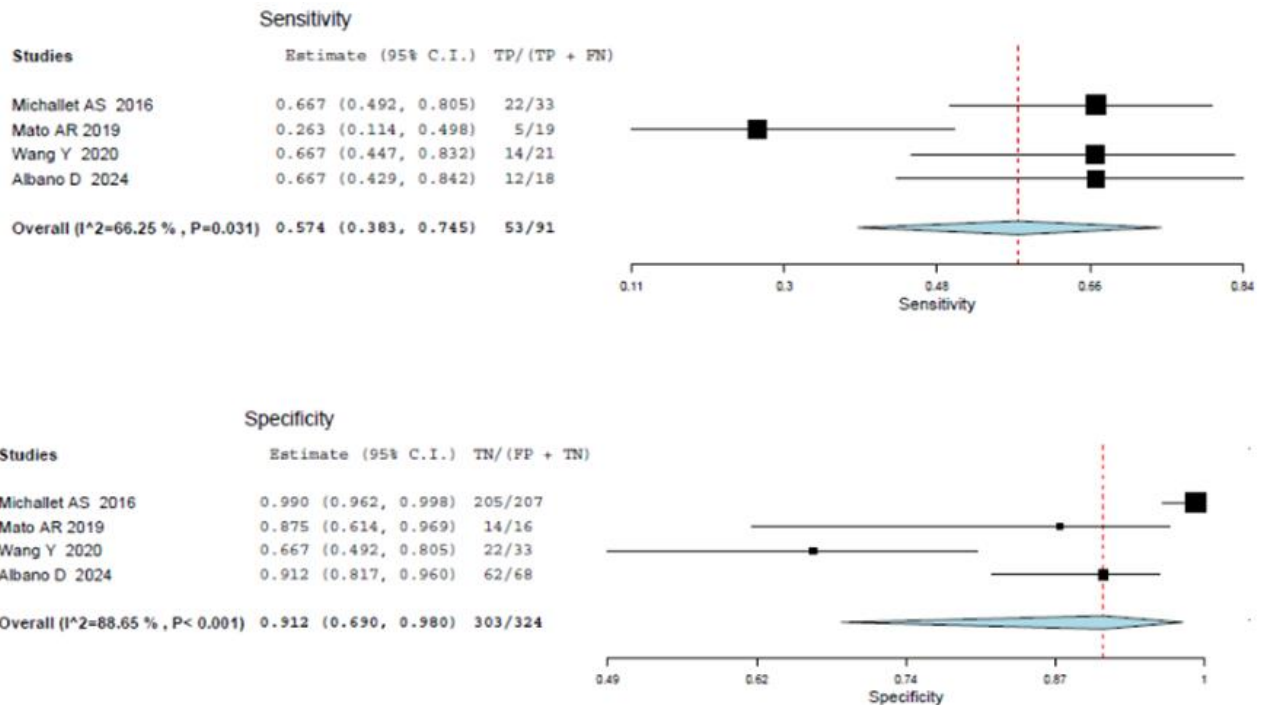 Sensitivity
Studies Estimate (95% C.I.) TP/(TP + FN)
Michallet AS 2016 0.667 (0.492, 0.805) 22/33
Mato AR 2019 0.263 (0.114, 0.498) 5/19
Wang Y 2020 0.667 (0.447, 0.832) 14/21
Albano D 2024 0.667 (0.429, 0.842) 12/18
Overall (I^2=66.25 % , P=0.031) 0.574 (0.383, 0.745) 53/91
0.11 0.3 0.48 0.66 0.84
Sensitivity
Specificity
Studies Estimate (95% C.I.) TN/(FP + TN)
Michallet AS 2016 0.990 (0.962, 0.998) 205/207
Mato AR 2019 0.875 (0.614, 0.969) 14/16
Wang Y 2020 0.667 (0.492, 0.805) 22/33
Albano D 2024 0.912 (0.817, 0.960) 62/68
Overall (I^2=88.65 % , P< 0.001) 0.912 (0.690, 0.980) 303/324
0.49 0.62 0.74 0.87 1
Specificity